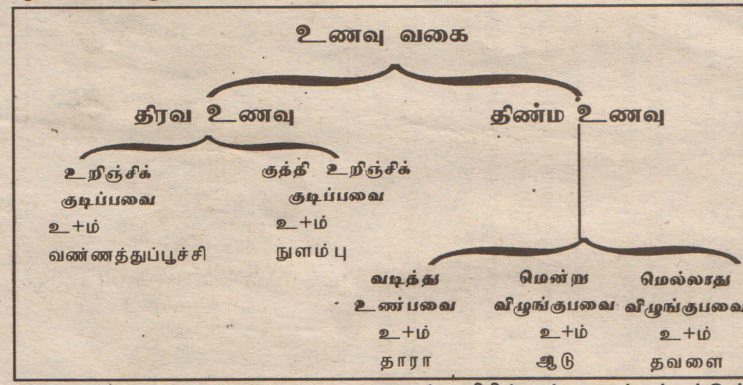 உணவு வகை
திரவ உணவு
திண்ம உணவு
உறிஞ்சிக்
குடிப்பவை
உ+ம்
வண்ணத்துப்பூச்சி
குத்தி உறிஞ்சிக்
குடிப்பவை
உ+ம்
நுளம்பு
வடித்து
உண்பவை
உ+ம்
தாரா
மென்று
விழுங்குபவை
உ+ம்
ஆடு
மெல்லாது
விழுங்குபவை
உ+ம்
தவளை